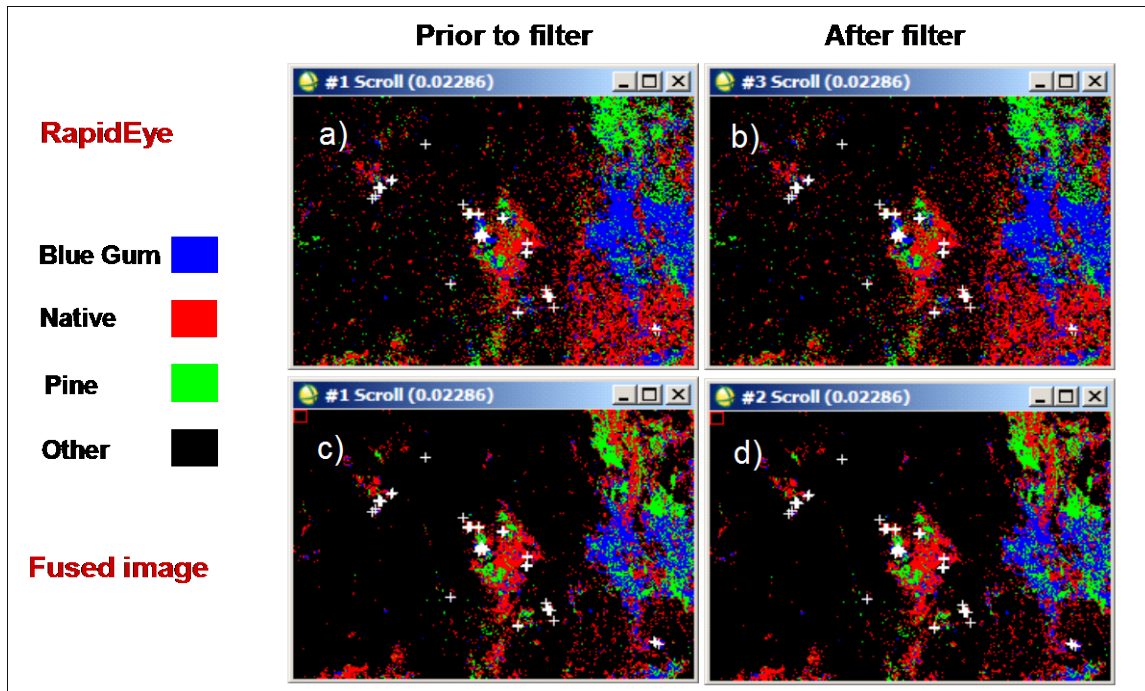 Prior to filter
After filter
RapidEye
#1 Scroll (0.02286)
#3 Scroll (0.02286)
a)
b)
Blue Gum
Native
Pine
Other
Fused image
#1 Scroll (0.02286)
#2 Scroll (0.02286)
c)
d)